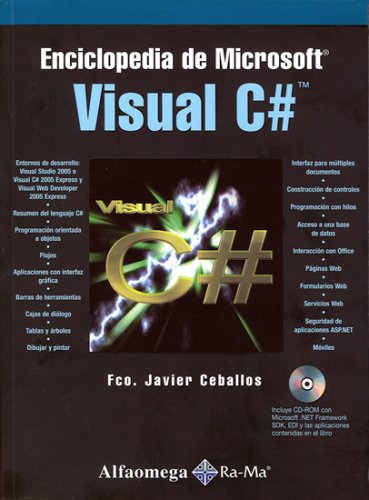 Enciclopedia de Microsoft®
Visual C#™
Entornos de desarrollo:
Visual Studio 2005 o
Visual C# 2005 Express y
Visual Web Developer
2005 Express
•
Resumen del lenguaje C#
•
Programación orientada
a objetos
•
Flujos
•
Aplicaciones con interfaz
gráfica
•
Barras de herramientas
•
Cajas de diálogo
•
Tablas y árboles
•
Dibujar y pintar
Visual
C#
Interfaz para múltiples
documentos
•
Construcción de controles
•
Programación con hilos
•
Acceso a una base
de datos
•
Interacción con Office
•
Páginas Web
•
Formularios Web
•
Servicios Web
•
Seguridad de
aplicaciones ASP.NET
•
Móviles
Fco. Javier Ceballos
Incluye CD-ROM con
Microsoft .NET Framework
SDK, EDI y las aplicaciones
contenidas en el libro
Alfaomega Ra-Ma®